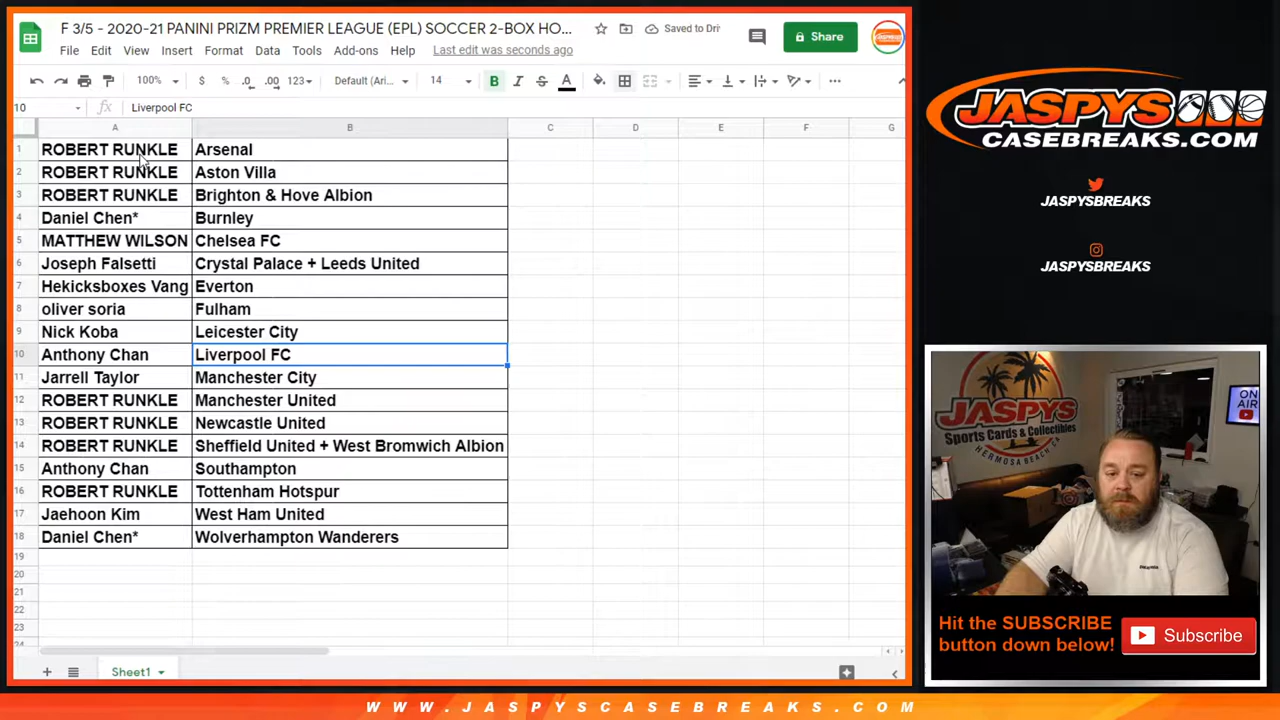 F 3/5 - 2020-21 PANINI PRIZM PREMIER LEAGUE (EPL) SOCCER 2-BOX HO...
Saved to Dri
Share
File Edit View Insert Format Data Tools Add-ons Help Last edit was seconds ago
100% $ % .0 .00 123 Default (Ari... 14 B I S A
10 fx Liverpool FC
A B C D E F G
1 ROBERT RUNKLE Arsenal
2 ROBERT RUNKLE Aston Villa
3 ROBERT RUNKLE Brighton & Hove Albion
4 Daniel Chen* Burnley
5 MATTHEW WILSON Chelsea FC
6 Joseph Falsetti Crystal Palace + Leeds United
7 Hekicksboxes Vang Everton
8 oliver soria Fulham
9 Nick Koba Leicester City
10 Anthony Chan Liverpool FC
11 Jarrell Taylor Manchester City
12 ROBERT RUNKLE Manchester United
13 ROBERT RUNKLE Newcastle United
14 ROBERT RUNKLE Sheffield United + West Bromwich Albion
15 Anthony Chan Southampton
16 ROBERT RUNKLE Tottenham Hotspur
17 Jaehoon Kim West Ham United
18 Daniel Chen* Wolverhampton Wanderers
19
20
21
22
23
24
Sheet1
JASPYS
CASEBREAKS.COM
JASPYSBREAKS
JASPYSBREAKS
JASPYS
Sports Cards & Collectibles
HERMOSA BEACH CA
ON
AIR
Hit the SUBSCRIBE
button down below!
Subscribe
WWW.JASPYSCASEBREAKS.COM